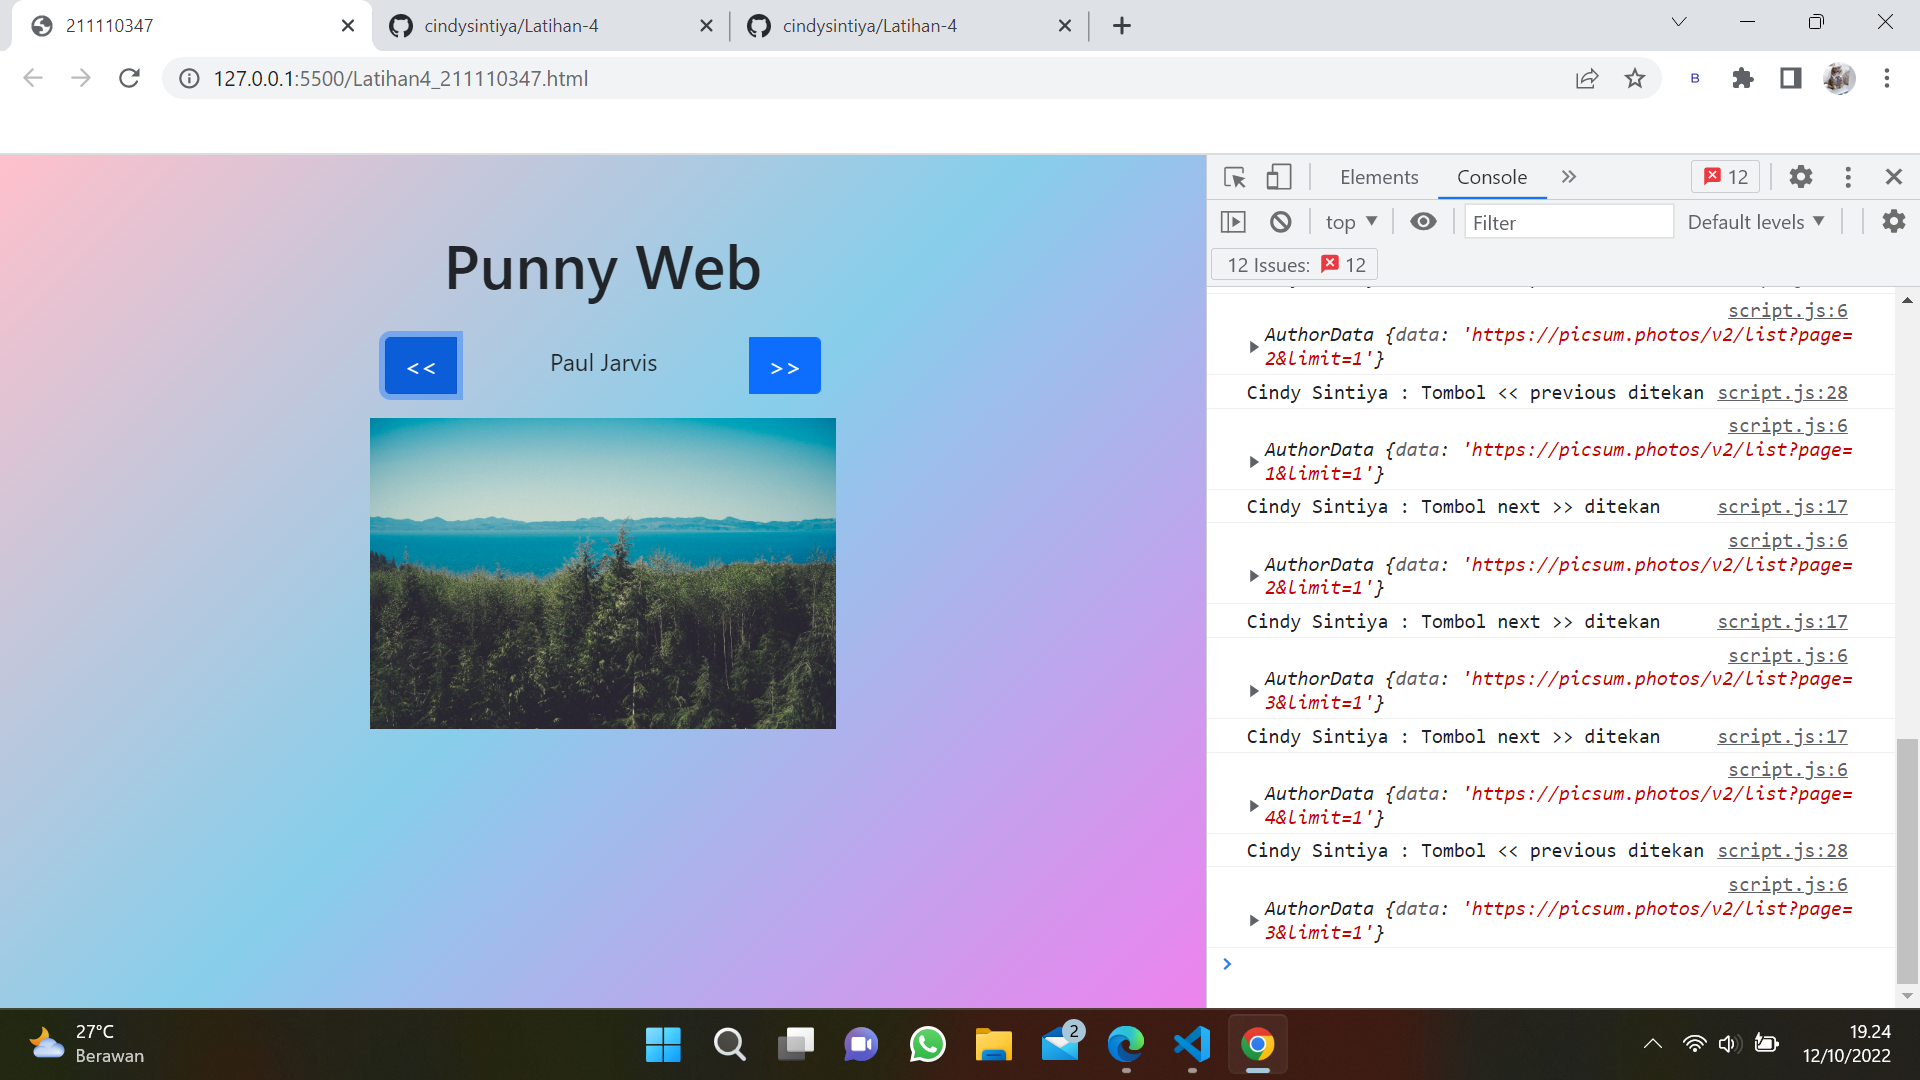 211110347
cindysintiya/Latihan-4
cindysintiya/Latihan-4
127.0.0.1:5500/Latihan4_211110347.html
B
Punny Web
<<
Paul Jarvis
>>
Elements
Console
12
top
Filter
Default levels
12 Issues: 12
script.js:6
AuthorData {data: 'https://picsum.photos/v2/list?page=
2&limit=1'}
Cindy Sintiya : Tombol << previous ditekan script.js:28
script.js:6
AuthorData {data: 'https://picsum.photos/v2/list?page=
1&limit=1'}
Cindy Sintiya : Tombol next >> ditekan script.js:17
script.js:6
AuthorData {data: 'https://picsum.photos/v2/list?page=
2&limit=1'}
Cindy Sintiya : Tombol next >> ditekan script.js:17
script.js:6
AuthorData {data: 'https://picsum.photos/v2/list?page=
3&limit=1'}
Cindy Sintiya : Tombol next >> ditekan script.js:17
script.js:6
AuthorData {data: 'https://picsum.photos/v2/list?page=
4&limit=1'}
Cindy Sintiya : Tombol << previous ditekan script.js:28
script.js:6
AuthorData {data: 'https://picsum.photos/v2/list?page=
3&limit=1'}
27°C
Berawan
2
19.24
12/10/2022